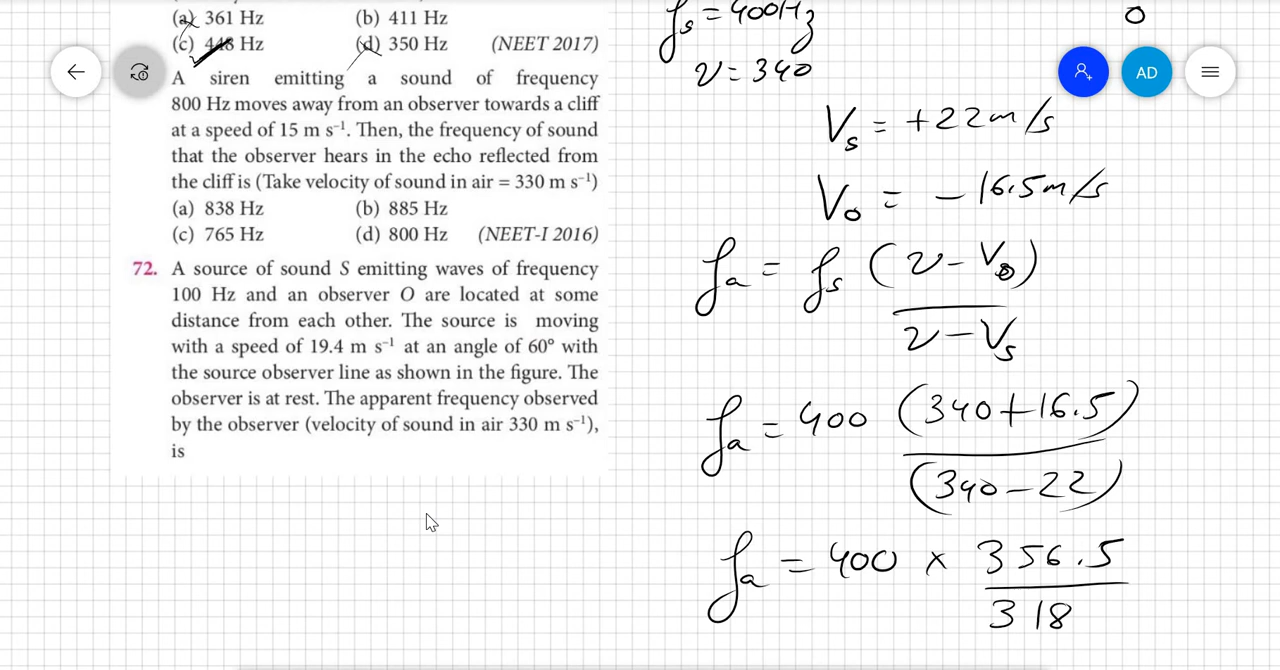 (a) 361 Hz (b) 411 Hz
(c) 448 Hz (d) 350 Hz (NEET 2017)
A siren emitting a sound of frequency
800 Hz moves away from an observer towards a cliff
at a speed of 15 m s⁻¹. Then, the frequency of sound
that the observer hears in the echo reflected from
the cliff is (Take velocity of sound in air = 330 m s⁻¹)
(a) 838 Hz (b) 885 Hz
(c) 765 Hz (d) 800 Hz (NEET-I 2016)
72. A source of sound S emitting waves of frequency
100 Hz and an observer O are located at some
distance from each other. The source is moving
with a speed of 19.4 m s⁻¹ at an angle of 60° with
the source observer line as shown in the figure. The
observer is at rest. The apparent frequency observed
by the observer (velocity of sound in air 330 m s⁻¹),
is
fs = 400Hz
v = 340
O
AD
Vs = +22m/s
Vo = -16.5m/s
fa = fs (v-Vo)
v-Vs
fa = 400 (340+16.5)
(340-22)
fa = 400 x 356.5
318